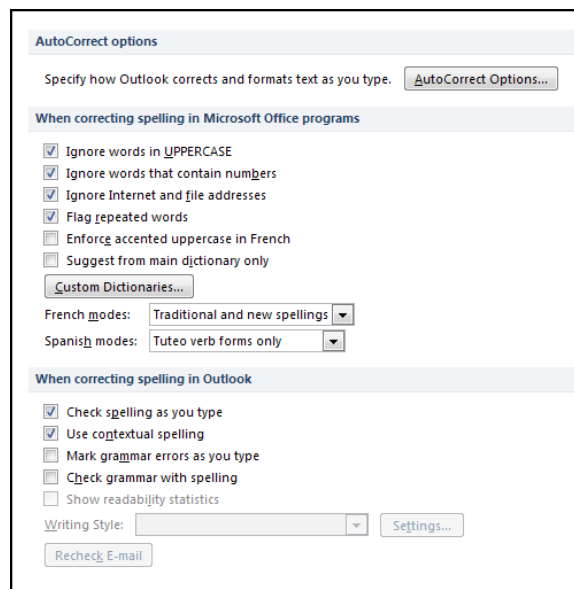 AutoCorrect options
Specify how Outlook corrects and formats text as you type. AutoCorrect Options...
When correcting spelling in Microsoft Office programs
Ignore words in UPPERCASE
Ignore words that contain numbers
Ignore Internet and file addresses
Flag repeated words
Enforce accented uppercase in French
Suggest from main dictionary only
Custom Dictionaries...
French modes: Traditional and new spellings
Spanish modes: Tuteo verb forms only
When correcting spelling in Outlook
Check spelling as you type
Use contextual spelling
Mark grammar errors as you type
Check grammar with spelling
Show readability statistics
Writing Style: Settings...
Recheck E-mail